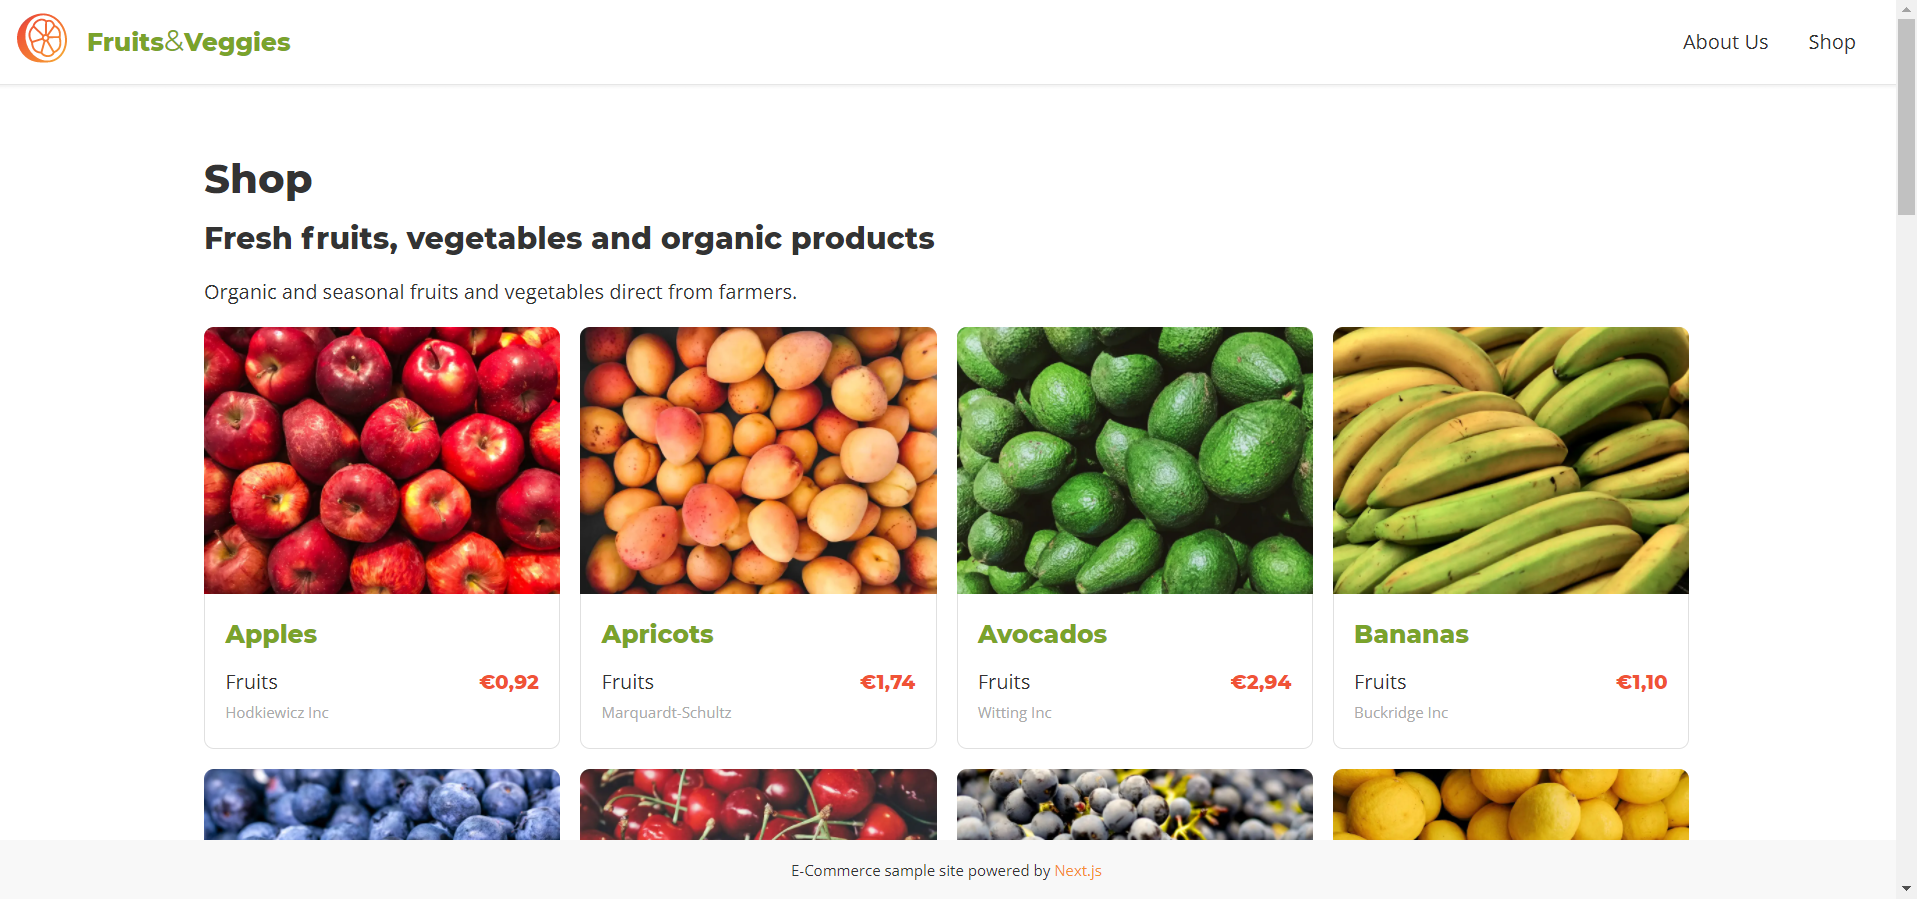 Fruits&Veggies
About Us
Shop
Shop
Fresh fruits, vegetables and organic products
Organic and seasonal fruits and vegetables direct from farmers.
Apples
Fruits
€0,92
Hodkiewicz Inc
Apricots
Fruits
€1,74
Marquardt-Schultz
Avocados
Fruits
€2,94
Witting Inc
Bananas
Fruits
€1,10
Buckridge Inc
E-Commerce sample site powered by Next.js